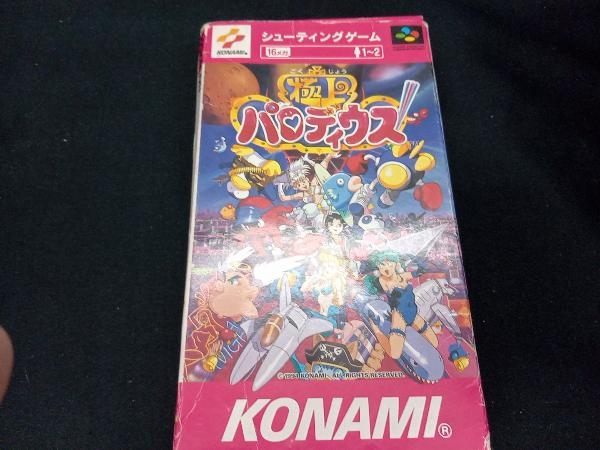 シューティングゲーム
KONAMI®
16メガ
1~2
ごくじょう
極上
パロディウス
VIC
© 1994 KONAMI, ALL RIGHTS RESERVED.
KONAMI®